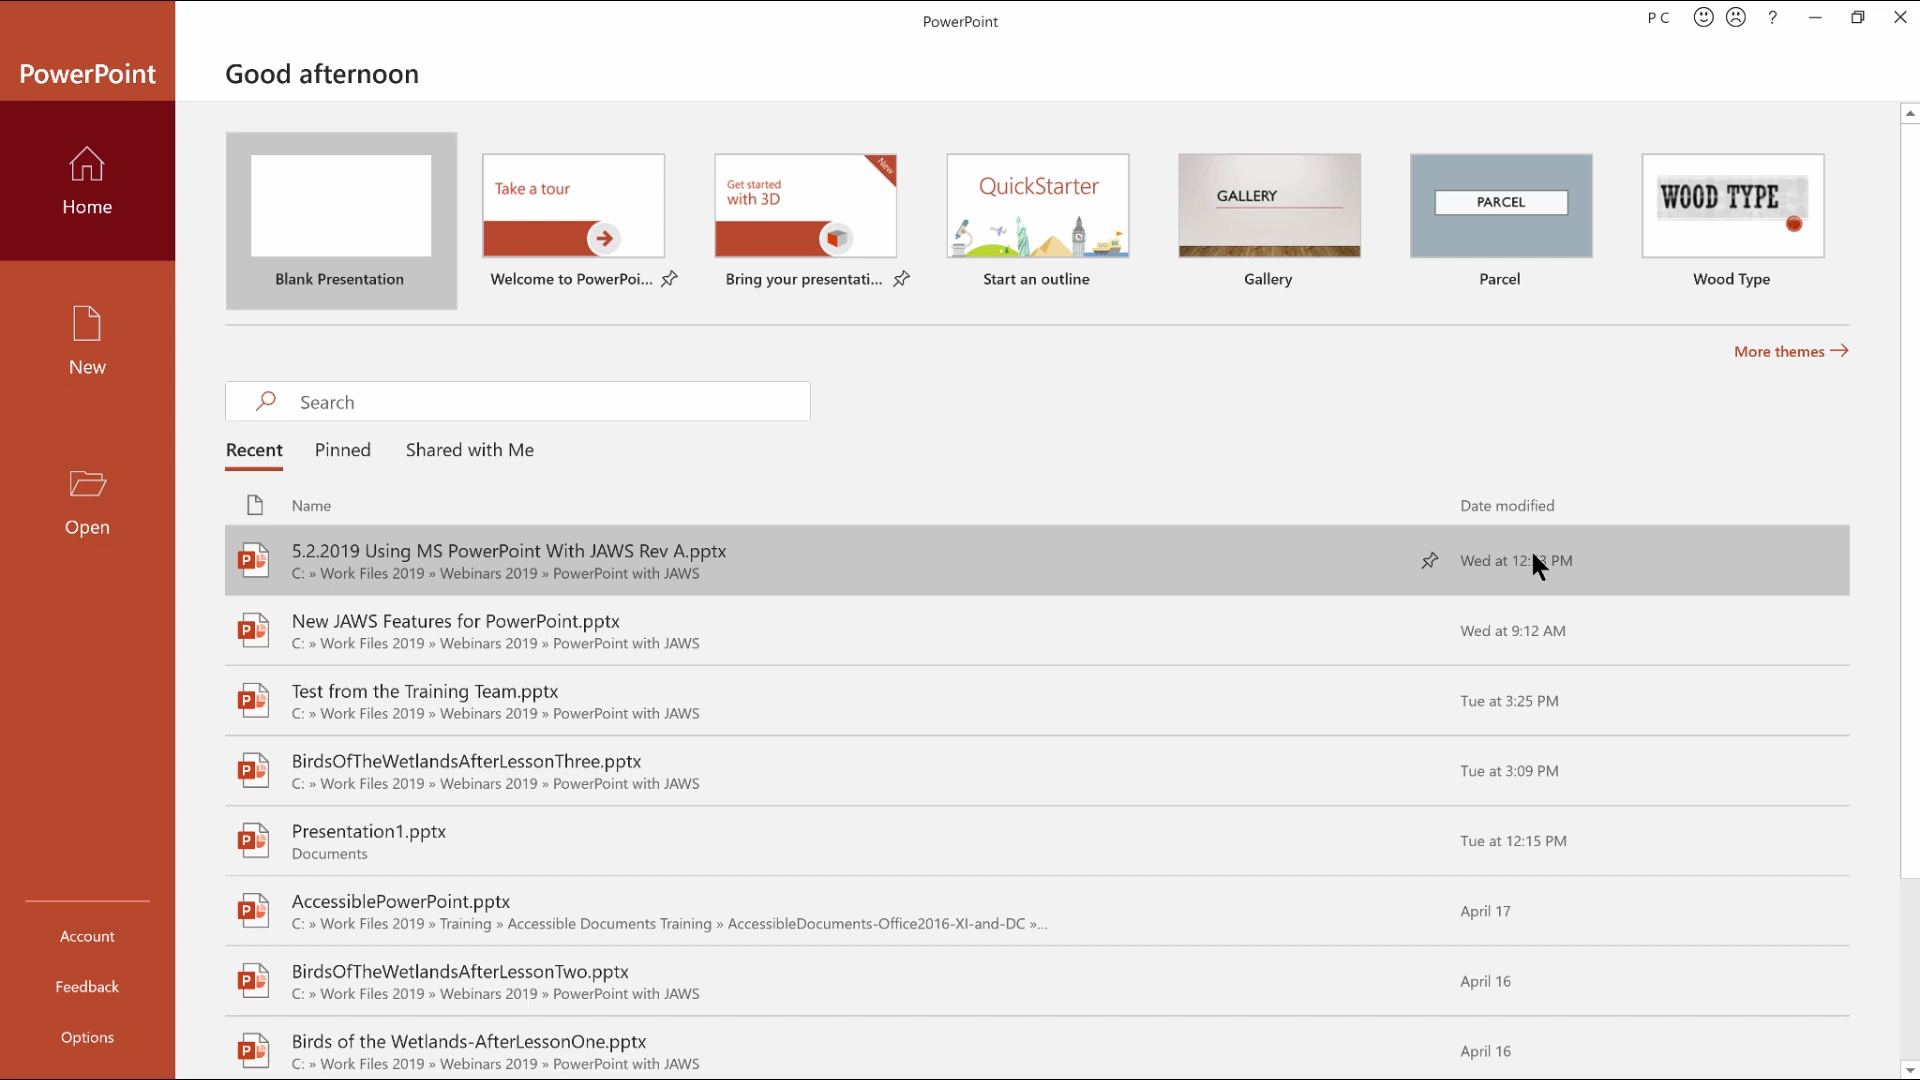 PowerPoint
P C
?
PowerPoint
Good afternoon
Home
New
Open
Account
Feedback
Options
Take a tour
Get started
with 3D
New
QuickStarter
GALLERY
PARCEL
WOOD TYPE
Blank Presentation
Welcome to PowerPoi...
Bring your presentati...
Start an outline
Gallery
Parcel
Wood Type
More themes
Search
Recent Pinned Shared with Me
Name Date modified
5.2.2019 Using MS PowerPoint With JAWS Rev A.pptx
C: » Work Files 2019 » Webinars 2019 » PowerPoint with JAWS
Wed at PM
New JAWS Features for PowerPoint.pptx
C: » Work Files 2019 » Webinars 2019 » PowerPoint with JAWS
Wed at 9:12 AM
Test from the Training Team.pptx
C: » Work Files 2019 » Webinars 2019 » PowerPoint with JAWS
Tue at 3:25 PM
BirdsOfTheWetlandsAfterLessonThree.pptx
C: » Work Files 2019 » Webinars 2019 » PowerPoint with JAWS
Tue at 3:09 PM
Presentation1.pptx
Documents
Tue at 12:15 PM
AccessiblePowerPoint.pptx
C: » Work Files 2019 » Training » Accessible Documents Training » AccessibleDocuments-Office2016-XI-and-DC »...
April 17
BirdsOfTheWetlandsAfterLessonTwo.pptx
C: » Work Files 2019 » Webinars 2019 » PowerPoint with JAWS
April 16
Birds of the Wetlands-AfterLessonOne.pptx
C: » Work Files 2019 » Webinars 2019 » PowerPoint with JAWS
April 16